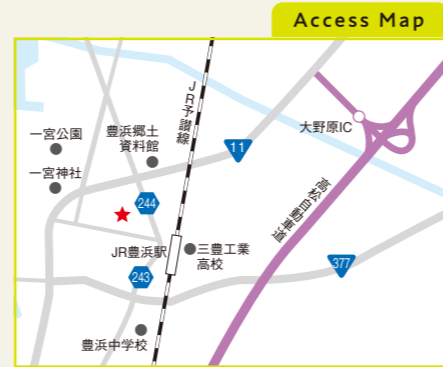 Access Map
JR予讃線
大野原IC
一宮公園
豊浜郷土
資料館
11
一宮神社
244
高松自動車道
JR豊浜駅
三豊工業
高校
243
377
豊浜中学校